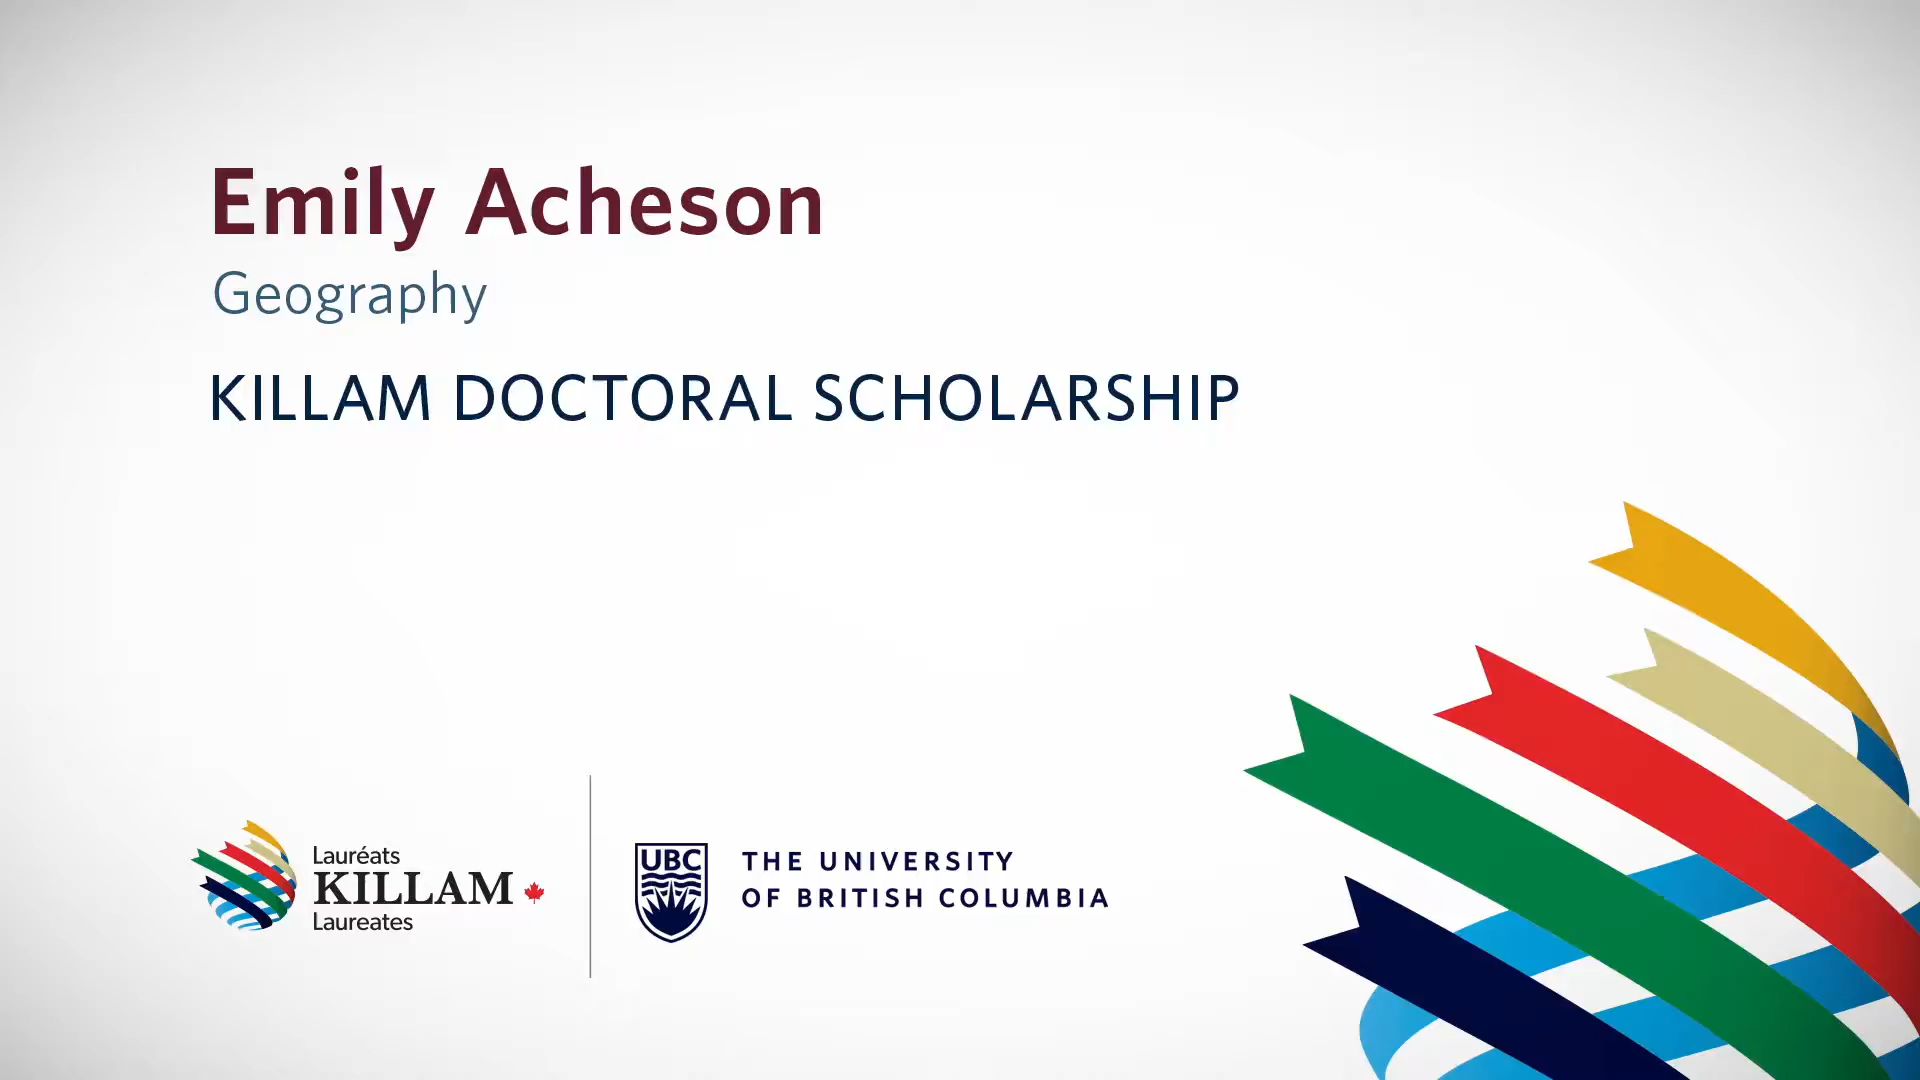 Emily Acheson
Geography
KILLAM DOCTORAL SCHOLARSHIP
Lauréats
KILLAM
Laureates
UBC
THE UNIVERSITY
OF BRITISH COLUMBIA